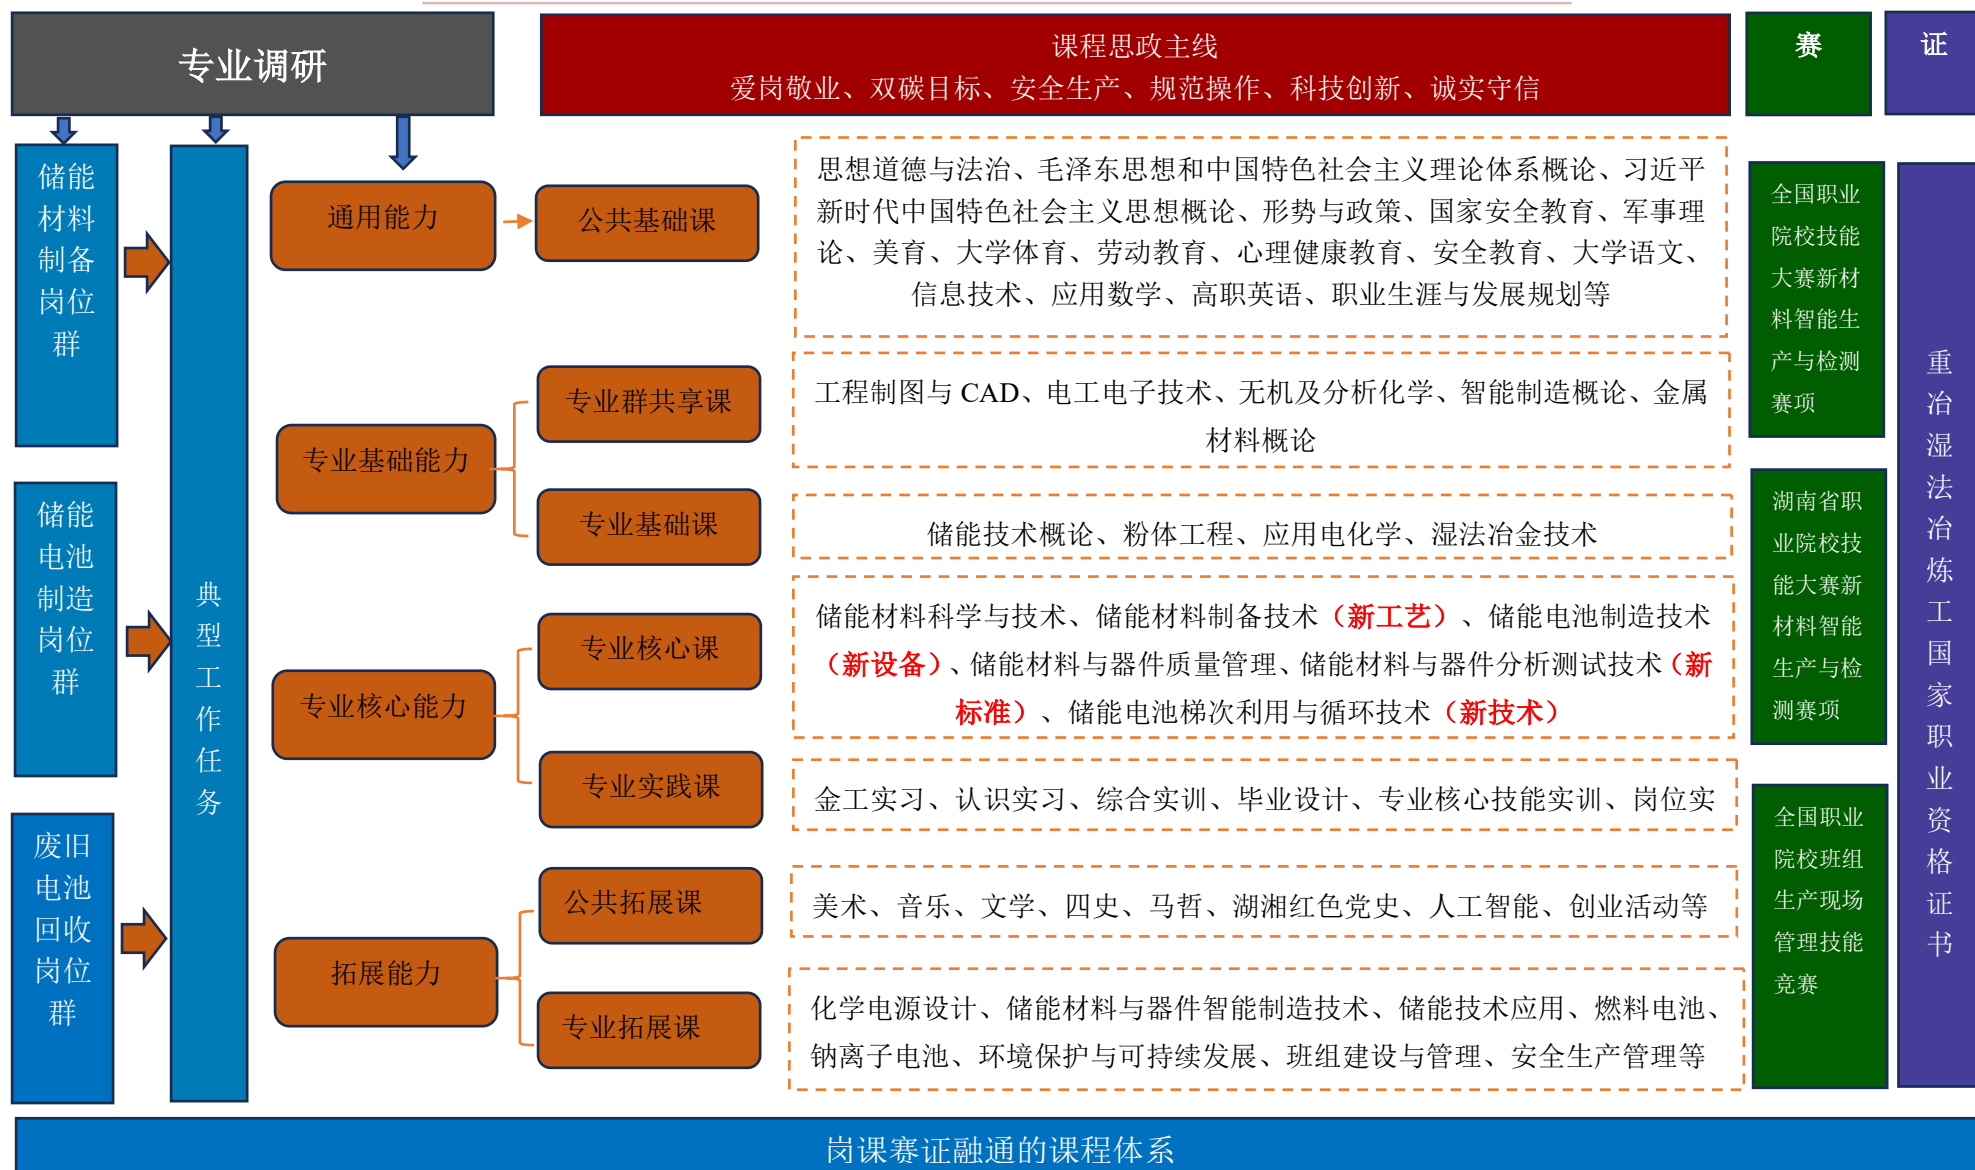 专业调研
课程思政主线
爱岗敬业、双碳目标、安全生产、规范操作、科技创新、诚实守信
赛
证
储能
材料
制备
岗位
群
储能
电池
制造
岗位
群
废旧
电池
回收
岗位
群
典
型
工
作
任
务
通用能力
公共基础课
思想道德与法治、毛泽东思想和中国特色社会主义理论体系概论、习近平
新时代中国特色社会主义思想概论、形势与政策、国家安全教育、军事理
论、美育、大学体育、劳动教育、心理健康教育、安全教育、大学语文、
信息技术、应用数学、高职英语、职业生涯与发展规划等
专业基础能力
专业群共享课
工程制图与 CAD、电工电子技术、无机及分析化学、智能制造概论、金属
材料概论
专业基础课
储能技术概论、粉体工程、应用电化学、湿法冶金技术
专业核心能力
专业核心课
储能材料科学与技术、储能材料制备技术（新工艺）、储能电池制造技术
（新设备）、储能材料与器件质量管理、储能材料与器件分析测试技术（新
标准）、储能电池梯次利用与循环技术（新技术）
专业实践课
金工实习、认识实习、综合实训、毕业设计、专业核心技能实训、岗位实
拓展能力
公共拓展课
美术、音乐、文学、四史、马哲、湖湘红色党史、人工智能、创业活动等
专业拓展课
化学电源设计、储能材料与器件智能制造技术、储能技术应用、燃料电池、
钠离子电池、环境保护与可持续发展、班组建设与管理、安全生产管理等
全国职业
院校技能
大赛新材
料智能生
产与检测
赛项
湖南省职
业院校技
能大赛新
材料智能
生产与检
测赛项
全国职业
院校班组
生产现场
管理技能
竞赛
重
冶
湿
法
冶
炼
工
国
家
职
业
资
格
证
书
岗课赛证融通的课程体系